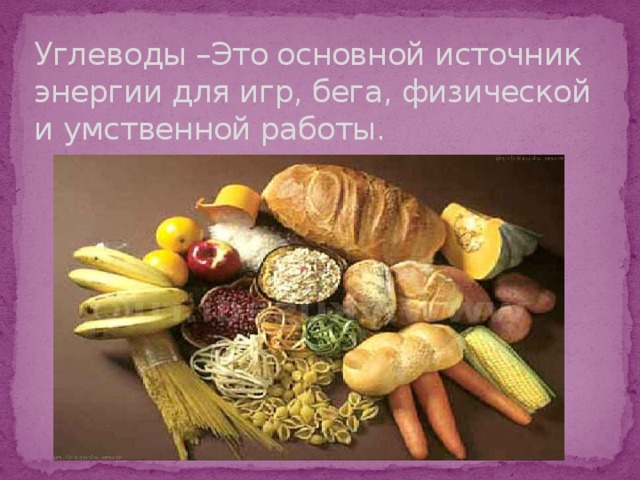 Углеводы –Это основной источник
энергии для игр, бега, физической
и умственной работы.